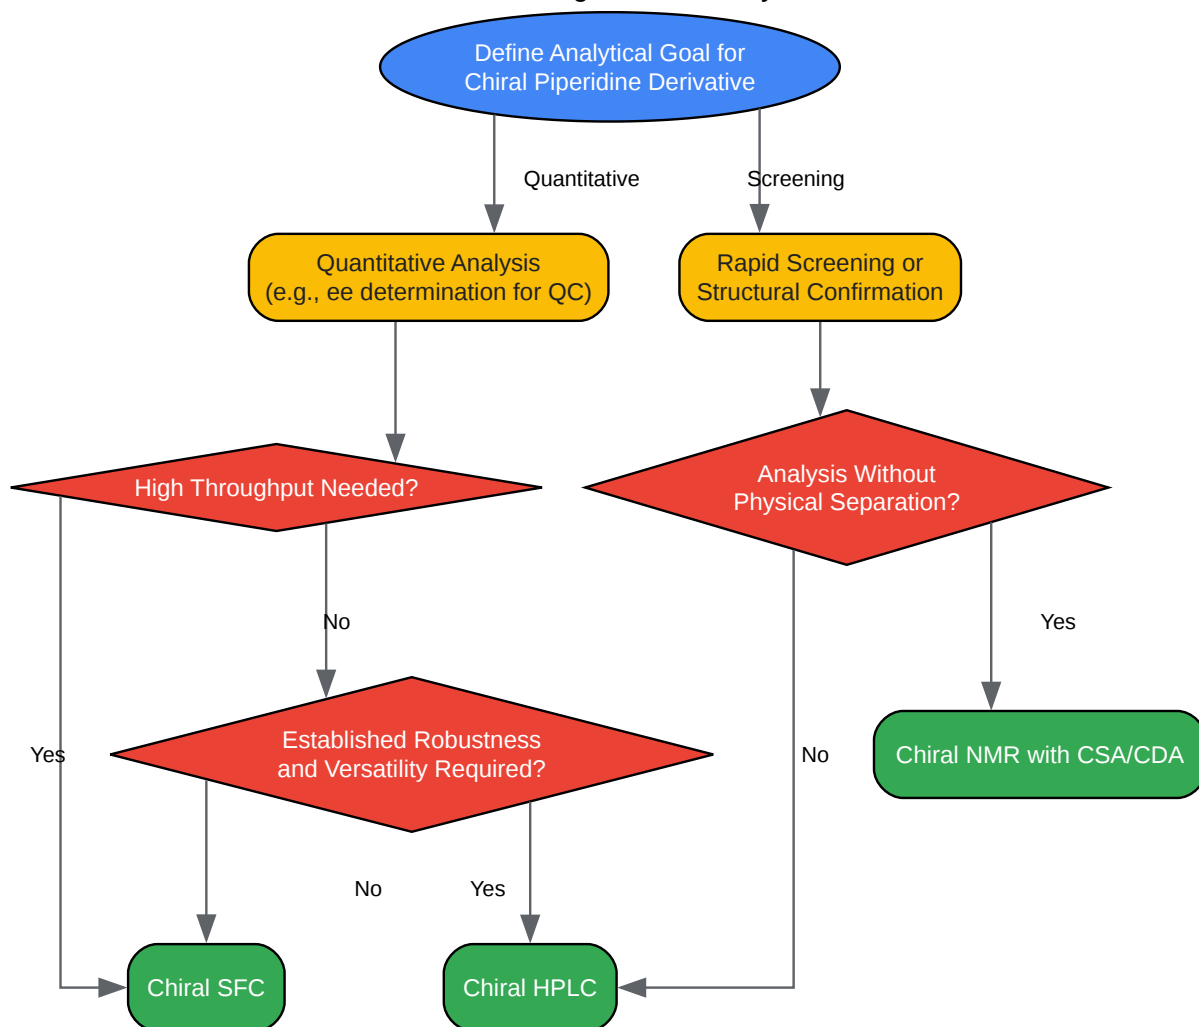 Define Analytical Goal for
Chiral Piperidine Derivative
Quantitative
Screening
Quantitative Analysis
(e.g., ee determination for QC)
Rapid Screening or
Structural Confirmation
High Throughput Needed?
Analysis Without
Physical Separation?
No
Yes
Established Robustness
and Versatility Required?
Yes
No
Chiral NMR with CSA/CDA
No
Yes
Chiral SFC
Chiral HPLC